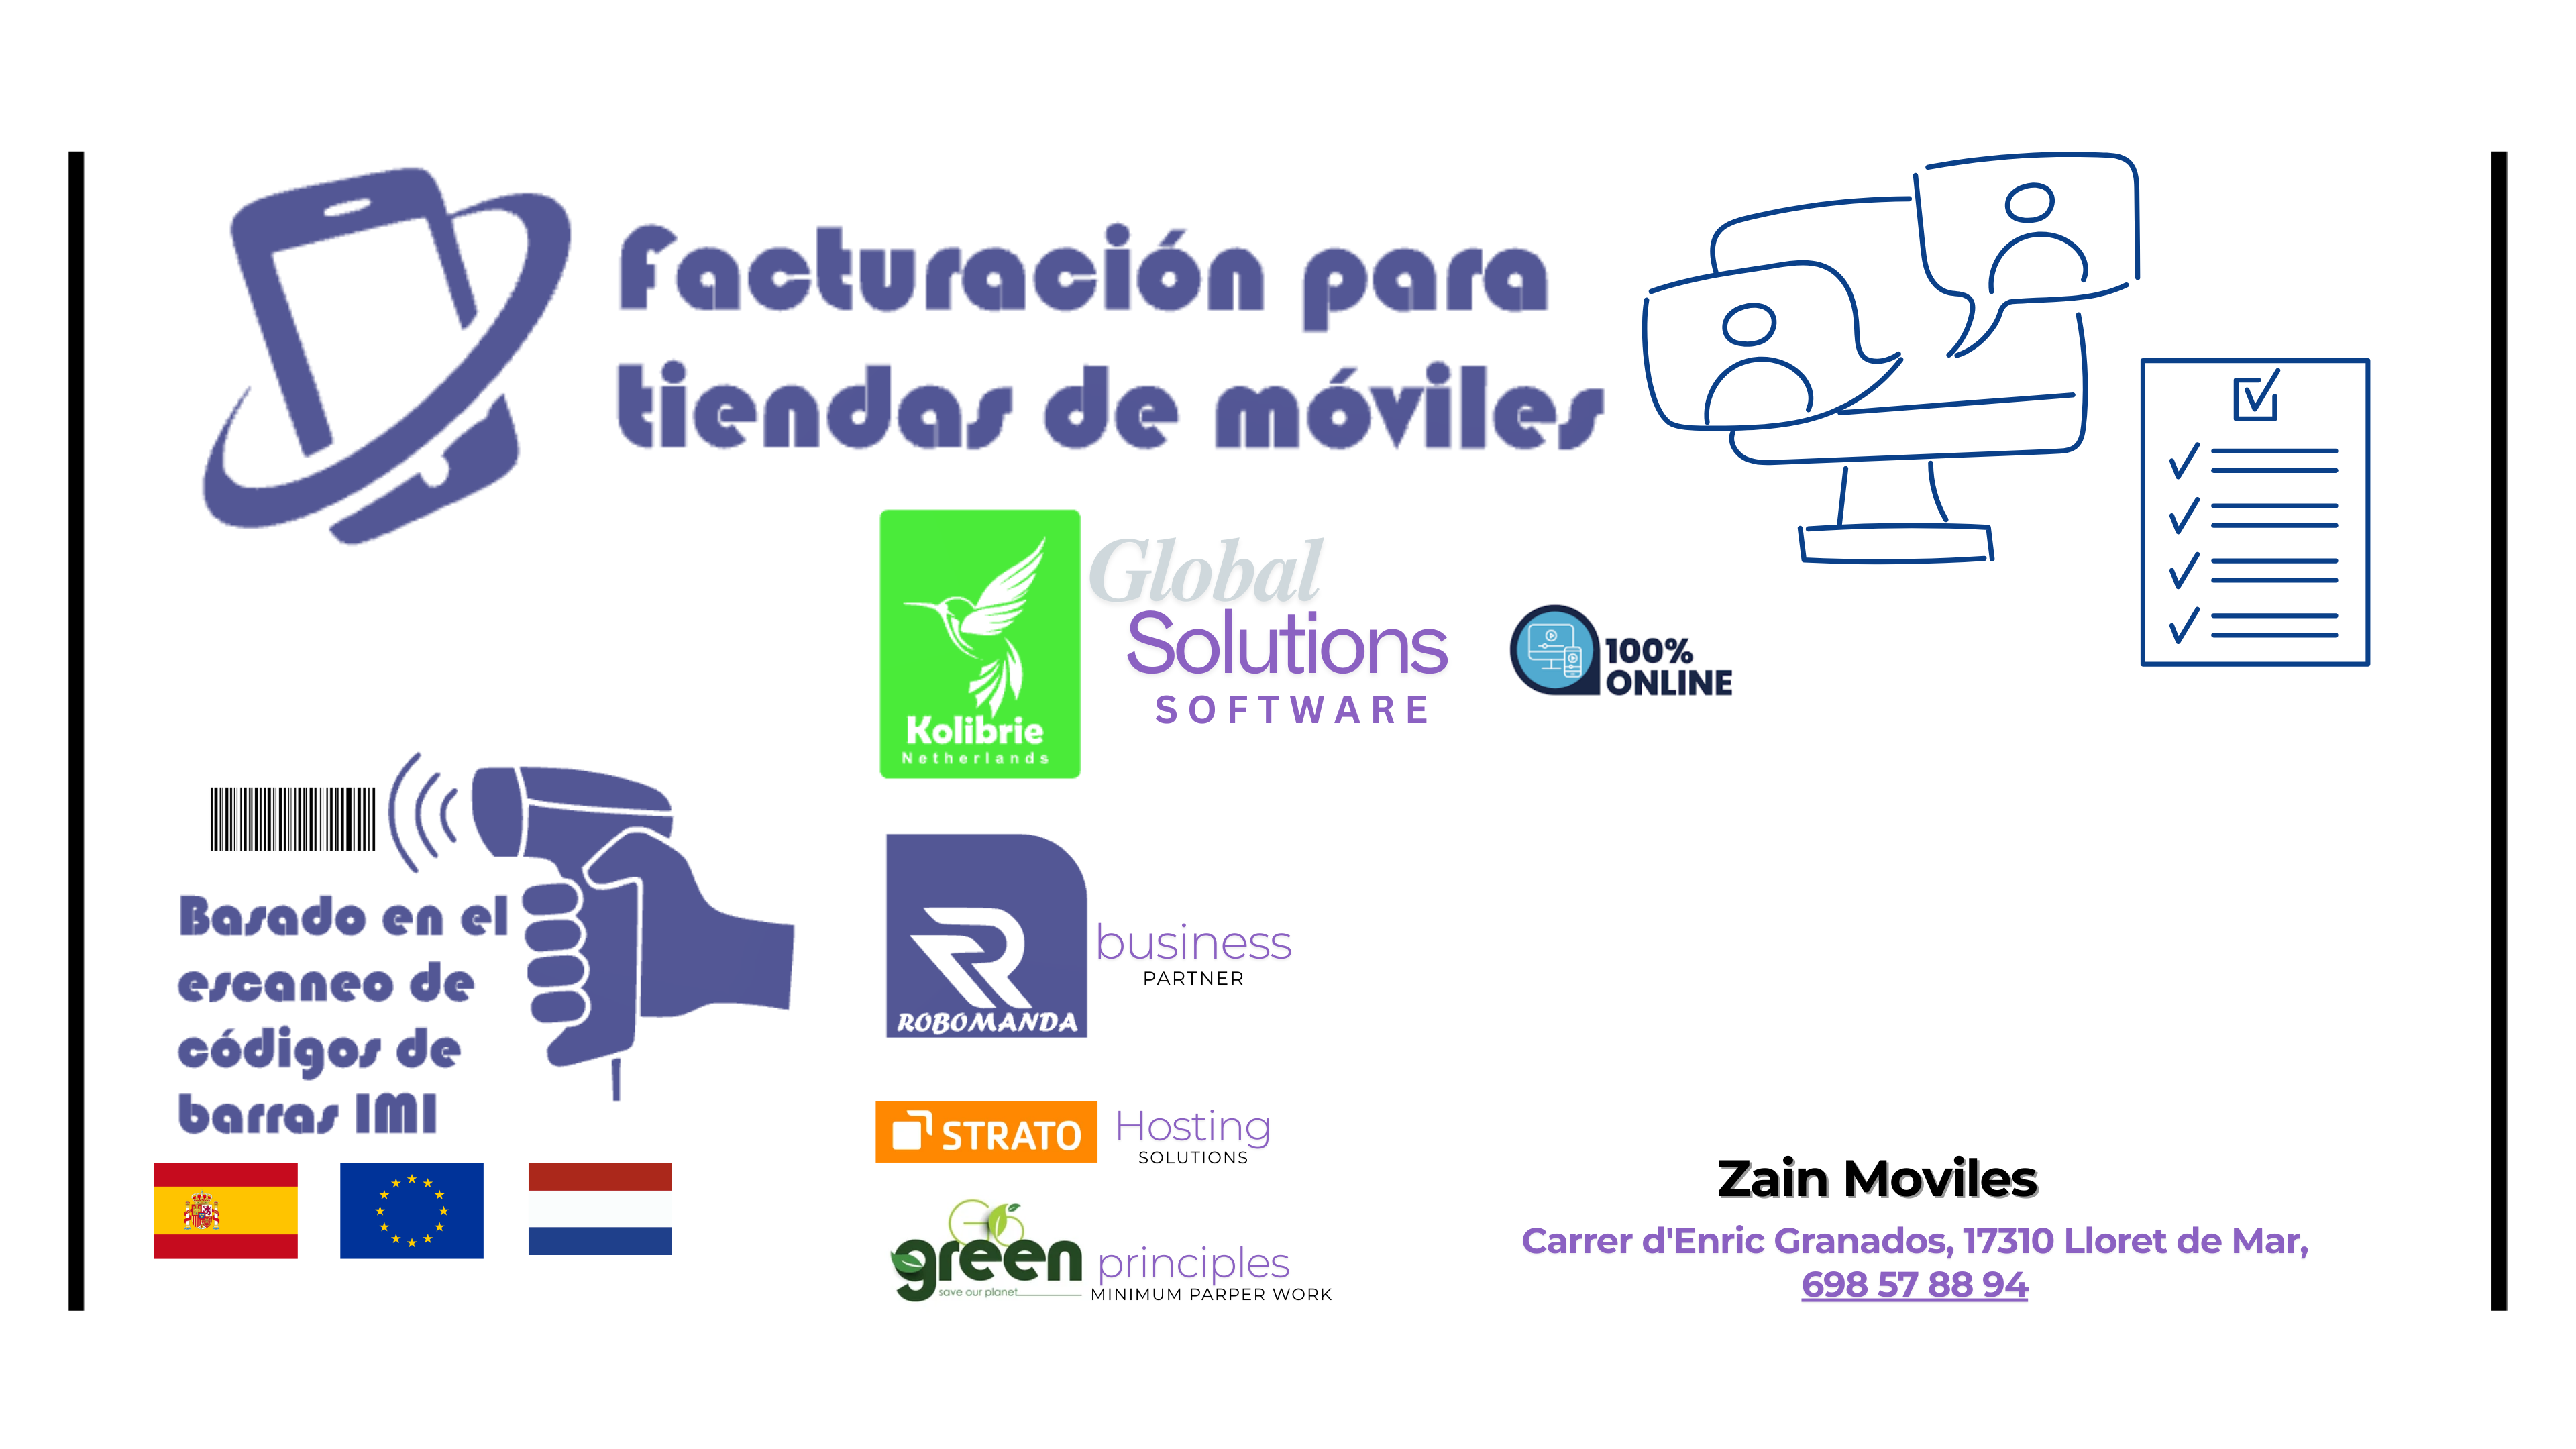 Facturación para
tiendas de móviles
Kolibrie
Netherlands
Global
Solutions
SOFTWARE
100%
ONLINE
Basado en el
escaneo de
códigos de
barras IMI
ROBOMANDA
business
PARTNER
STRATO
Hosting
SOLUTIONS
green
save our planet
principles
MINIMUM PARPER WORK
Zain Moviles
Carrer d'Enric Granados, 17310 Lloret de Mar,
698 57 88 94